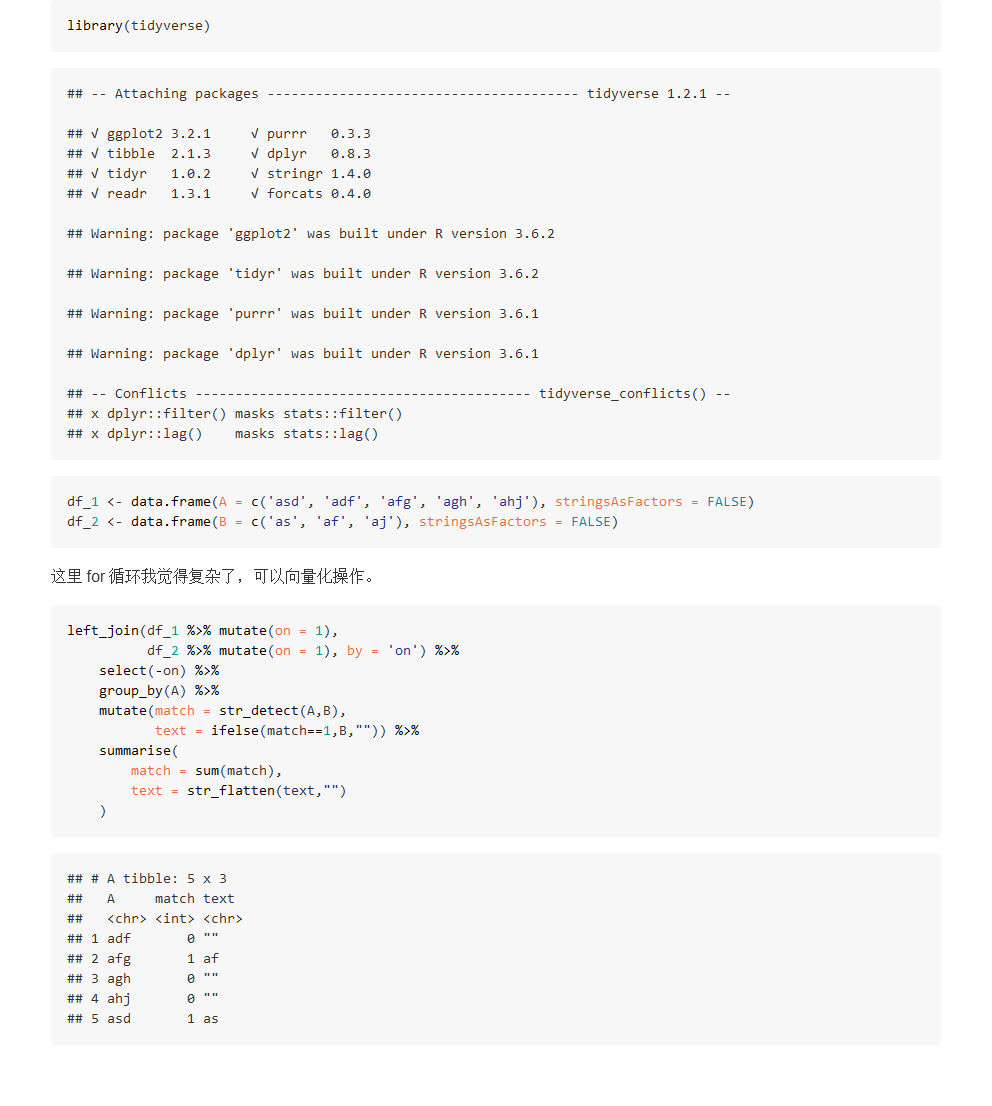 library(tidyverse)
## -- Attaching packages --------------------------------------- tidyverse 1.2.1 --
## √ ggplot2 3.2.1     √ purrr   0.3.3
## √ tibble  2.1.3     √ dplyr   0.8.3
## √ tidyr   1.0.2     √ stringr 1.4.0
## √ readr   1.3.1     √ forcats 0.4.0
## Warning: package 'ggplot2' was built under R version 3.6.2
## Warning: package 'tidyr' was built under R version 3.6.2
## Warning: package 'purrr' was built under R version 3.6.1
## Warning: package 'dplyr' was built under R version 3.6.1
## -- Conflicts ------------------------------------------ tidyverse_conflicts() --
## x dplyr::filter() masks stats::filter()
## x dplyr::lag()    masks stats::lag()
df_1 <- data.frame(A = c('asd', 'adf', 'afg', 'agh', 'ahj'), stringsAsFactors = FALSE)
df_2 <- data.frame(B = c('as', 'af', 'aj'), stringsAsFactors = FALSE)
这里 for 循环我觉得复杂了，可以向量化操作。
left_join(df_1 %>% mutate(on = 1),
          df_2 %>% mutate(on = 1), by = 'on') %>%
    select(-on) %>%
    group_by(A) %>%
    mutate(match = str_detect(A,B),
           text = ifelse(match==1,B,"")) %>%
    summarise(
        match = sum(match),
        text = str_flatten(text,"")
    )
## # A tibble: 5 x 3
##   A     match text
##   <chr> <int> <chr>
## 1 adf       0 ""
## 2 afg       1 af
## 3 agh       0 ""
## 4 ahj       0 ""
## 5 asd       1 as